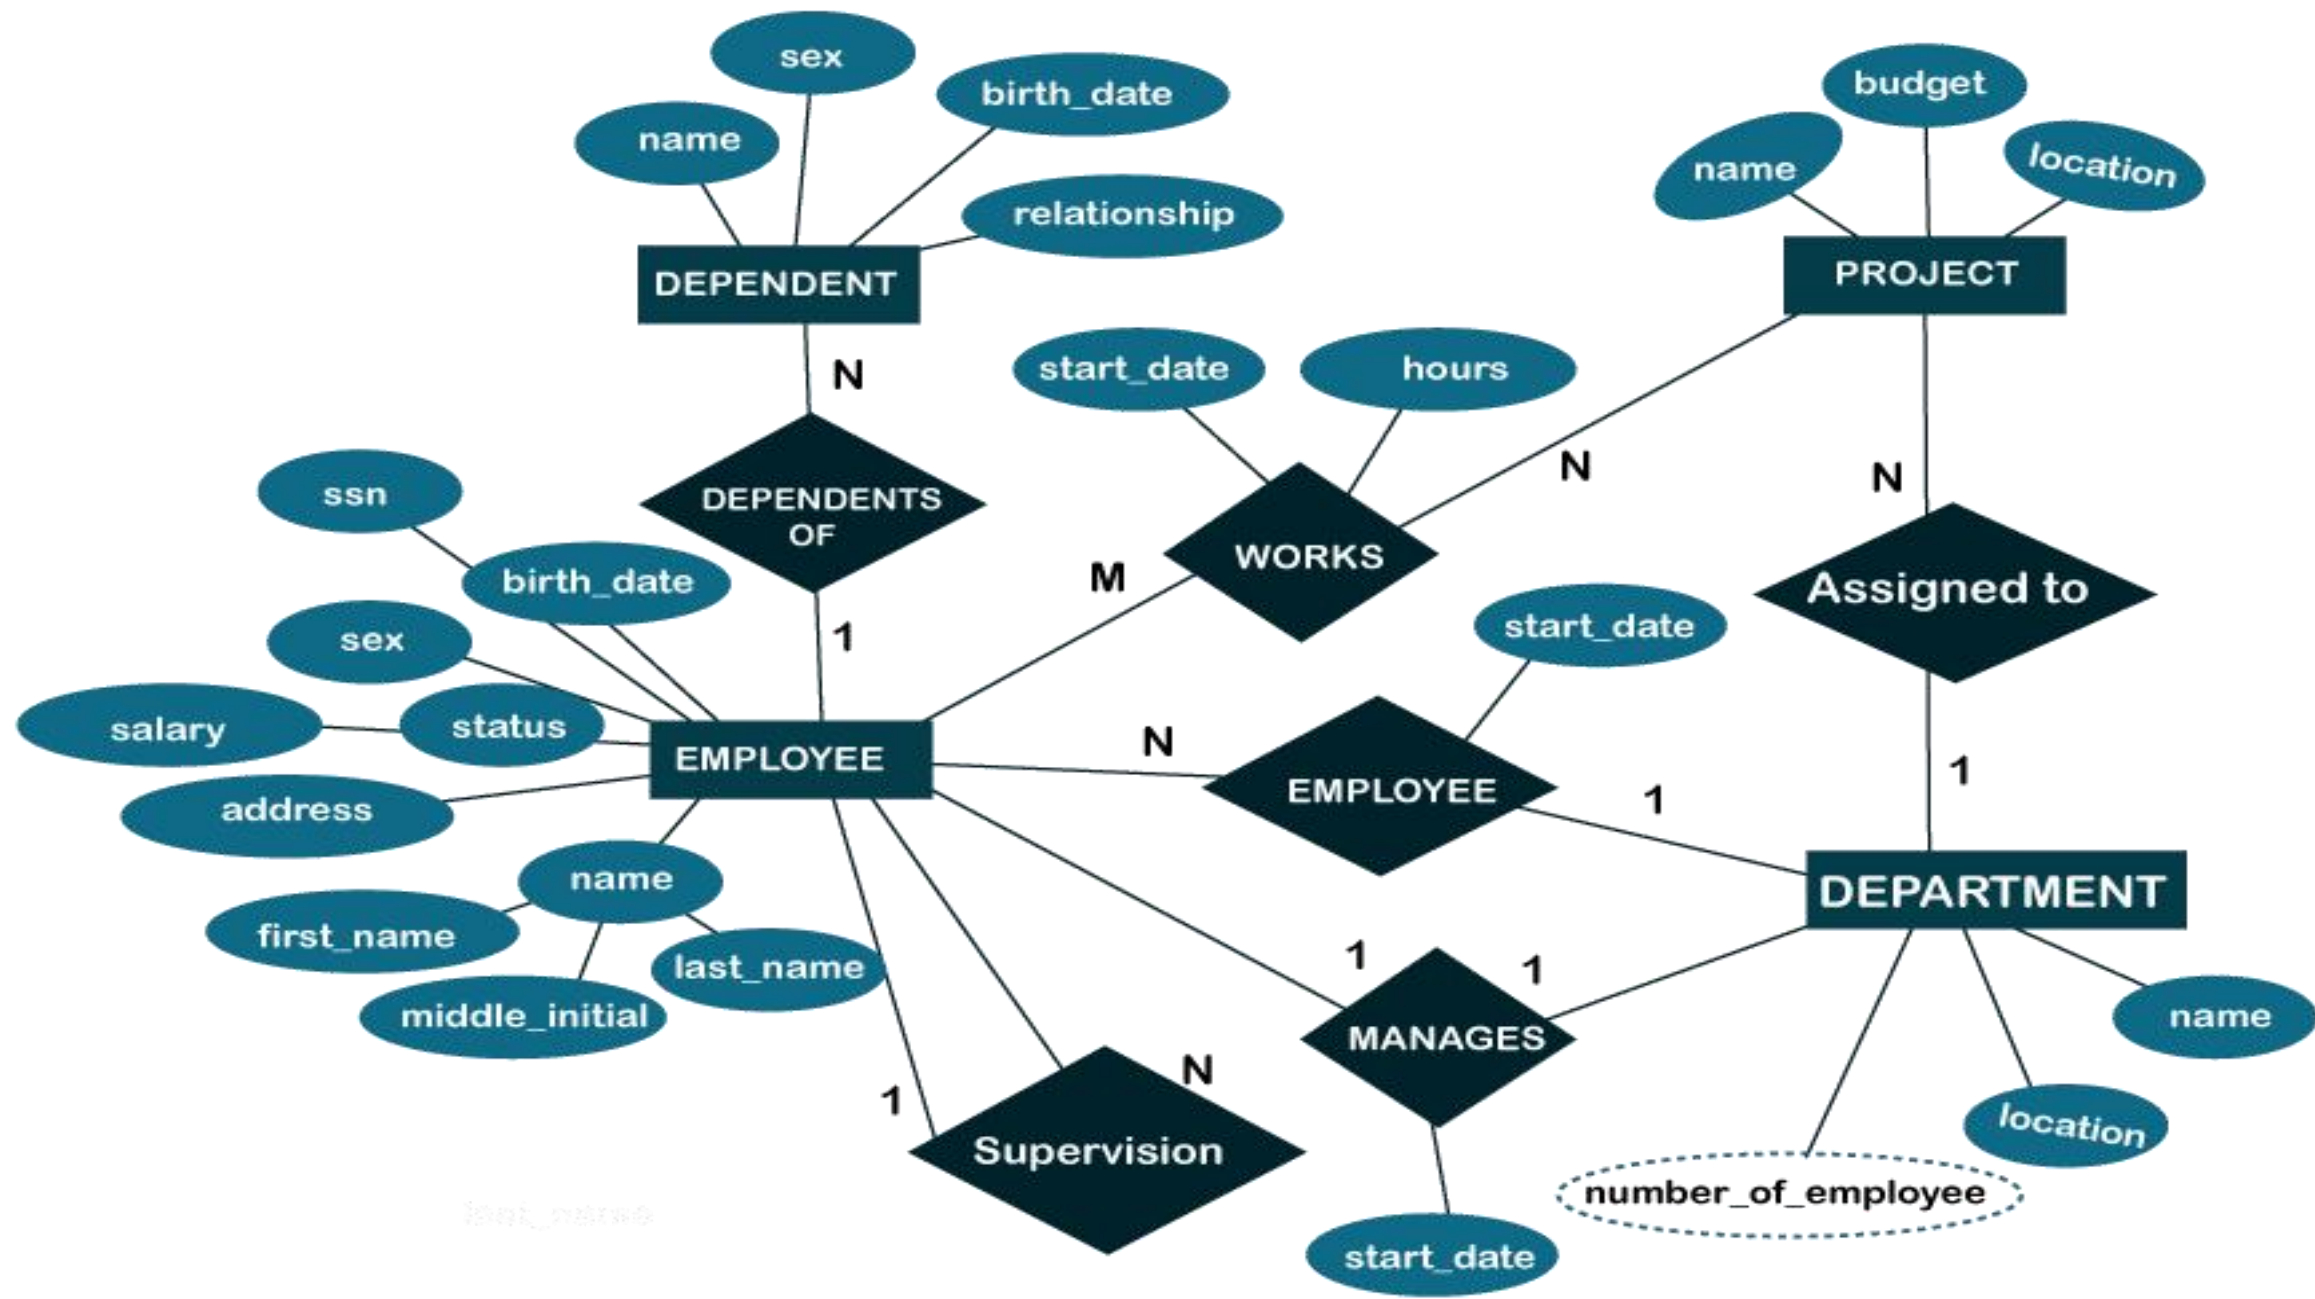 sex
birth_date
name
relationship
DEPENDENT
N
DEPENDENTS
OF
1
budget
name
location
PROJECT
start_date
hours
N
WORKS
M
N
Assigned to
1
ssn
birth_date
sex
salary
status
address
EMPLOYEE
name
first_name
last_name
middle_initial
N
start_date
EMPLOYEE
1
DEPARTMENT
1
1
MANAGES
start_date
1
N
Supervision
name
location
number_of_employee